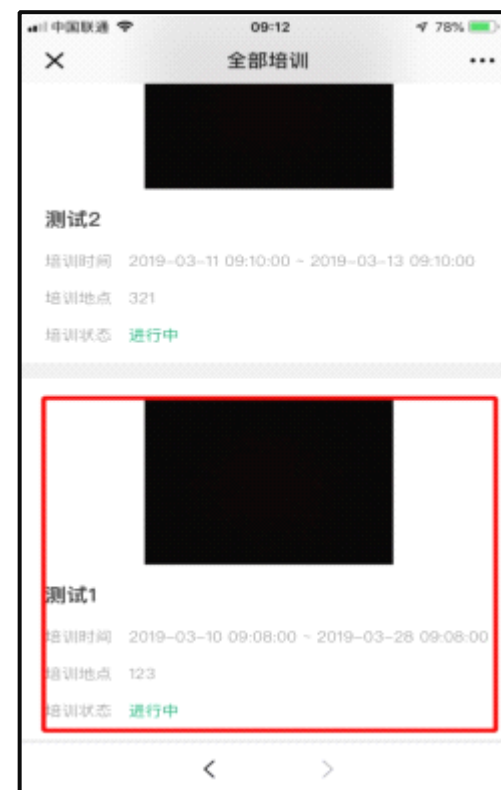 中国联通 09:12 78%
全部培训
测试2
培训时间 2019-03-11 09:10:00 ~ 2019-03-13 09:10:00
培训地点 321
培训状态 进行中
测试1
培训时间 2019-03-10 09:08:00 ~ 2019-03-28 09:08:00
培训地点 123
培训状态 进行中